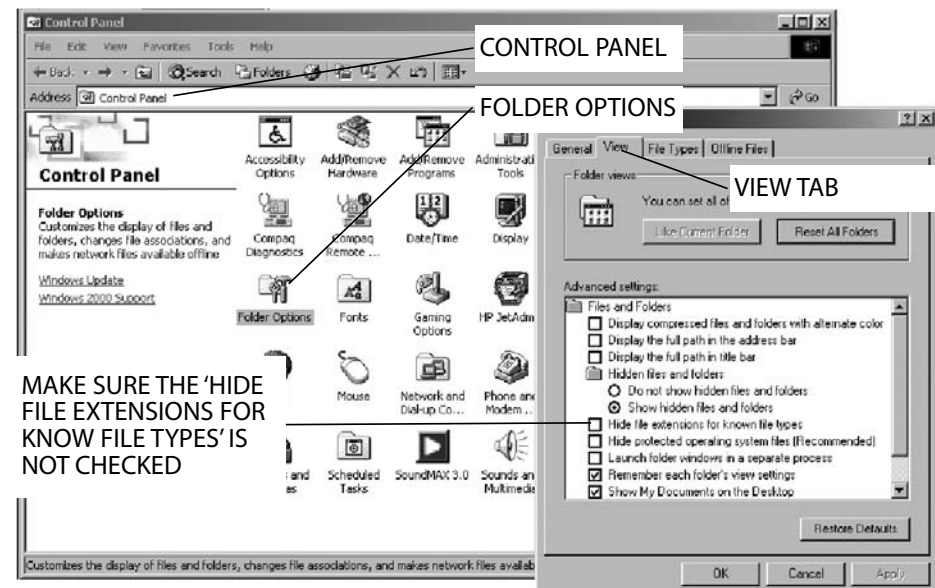 Control Panel
File Edit View Favorites Tools Help
Back Search Folders
Address Control Panel Go
CONTROL PANEL
FOLDER OPTIONS
VIEW TAB
MAKE SURE THE ‘HIDE
FILE EXTENSIONS FOR
KNOW FILE TYPES’ IS
NOT CHECKED
Control Panel
Folder Options
Customizes the display of files and
folders, changes file associations, and
makes network files available offline
Windows Update
Windows 2000 Support
Accessibility
Options
Add/Remove
Hardware
Add/Remove
Programs
Administrati
Tools
Compaq
Diagnostics
Compaq
Remote ...
Date/Time
Display
Folder Options
Fonts
Gaming
Options
HP JetAdm
Mouse
Network and
Dial-up Co...
Phone and
Modem ...
and
as
Scheduled
Tasks
SoundMAX 3.0
Sounds an
Multimedia
Customizes the display of files and folders, changes file associations, and makes network files availab
General View File Types Offline Files
Folder views
You can set all of
Like Current Folder Reset All Folders
Advanced settings:
Files and Folders
Display compressed files and folders with alternate color
Display the full path in the address bar
Display the full path in title bar
Hidden files and folders
Do not show hidden files and folders
Show hidden files and folders
Hide file extensions for known file types
Hide protected operating system files (Recommended)
Launch folder windows in a separate process
Remember each folder's view settings
Show My Documents on the Desktop
Restore Defaults
OK Cancel Apply